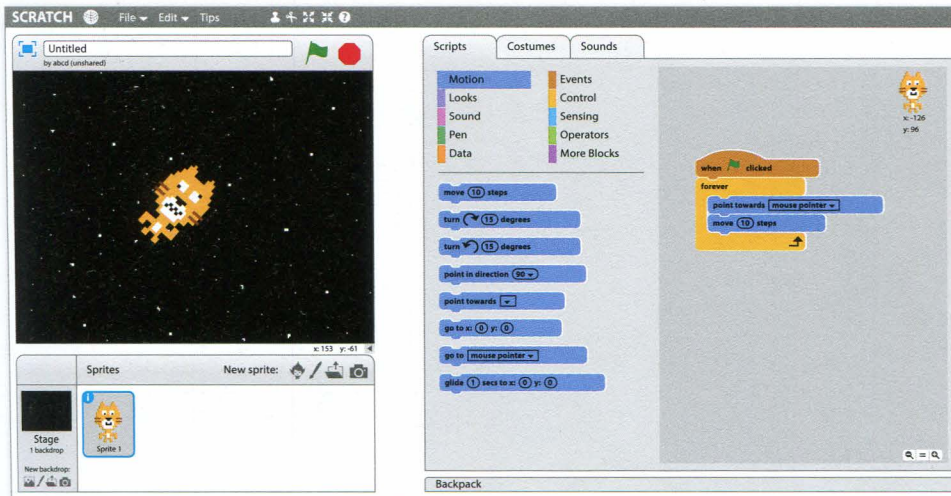 SCRATCH File Edit Tips
Untitled
by abcd (unshared)
x: 153 y: -61
Sprites New sprite:
Stage
1 backdrop
New backdrop:
Sprite 1
Scripts Costumes Sounds
Motion Events
Looks Control
Sound Sensing
Pen Operators
Data More Blocks
move 10 steps
turn 15 degrees
turn 15 degrees
point in direction 90
point towards
go to x: 0 y: 0
go to mouse pointer
glide 1 secs to x: 0 y: 0
x: -126
y: 96
when clicked
forever
point towards mouse pointer
move 10 steps
Backpack